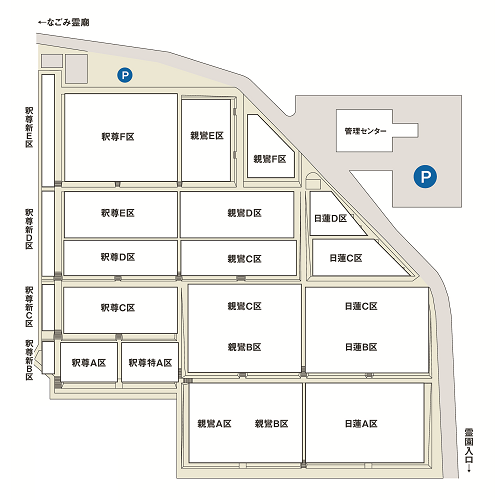 ←なごみ霊廟
P
釈尊新E区
釈尊F区
親鸞E区
親鸞F区
管理センター
P
釈尊新D区
釈尊E区
親鸞D区
日蓮D区
釈尊D区
親鸞C区
日蓮C区
釈尊新C区
釈尊C区
親鸞C区
日蓮C区
釈尊新B区
親鸞B区
日蓮B区
釈尊A区
釈尊特A区
親鸞A区
親鸞B区
日蓮A区
霊園入口→